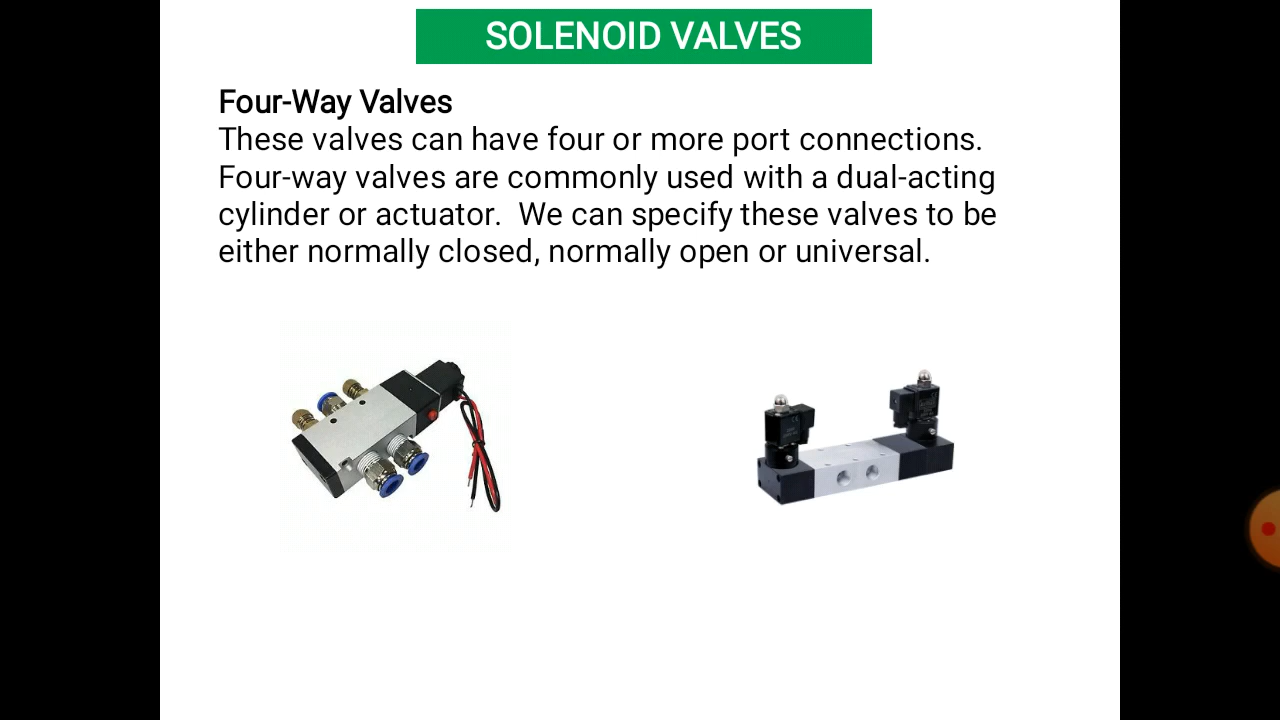 SOLENOID VALVES
Four-Way Valves
These valves can have four or more port connections.
Four-way valves are commonly used with a dual-acting
cylinder or actuator.  We can specify these valves to be
either normally closed, normally open or universal.